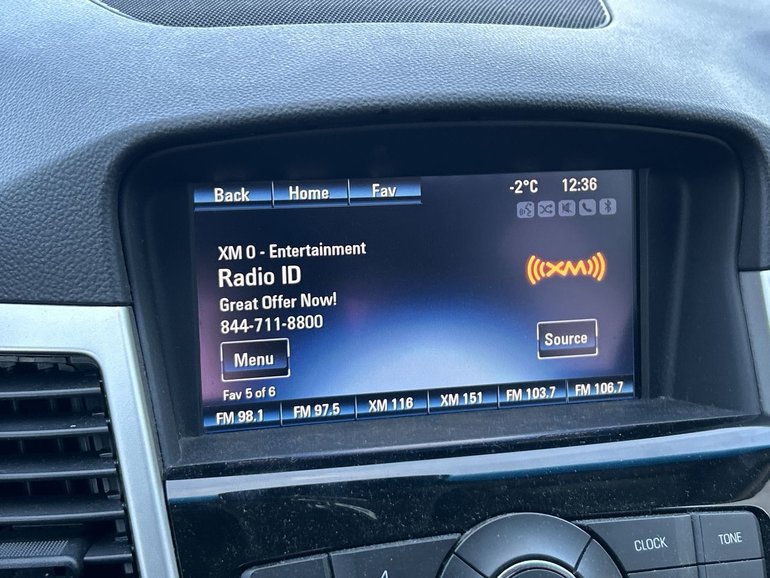 Back Home Fav -2°C 12:36
XM 0 - Entertainment
Radio ID
Great Offer Now!
844-711-8800
((XM))
Menu Source
Fav 5 of 6
FM 98.1 FM 97.5 XM 116 XM 151 FM 103.7 FM 106.7
CLOCK TONE
4